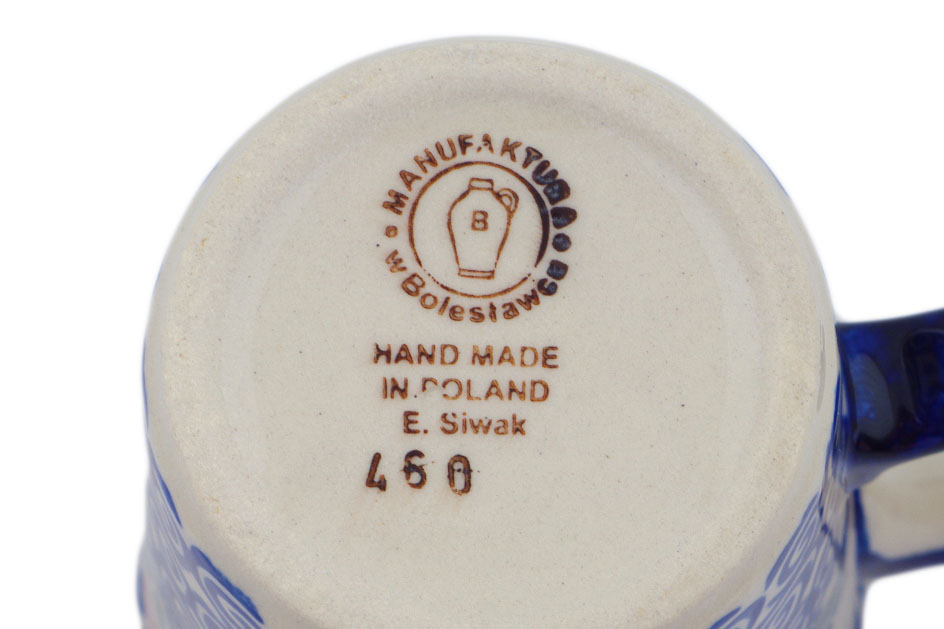 MANUFAKTURA
w Bolesławcu
B
HAND MADE
IN POLAND
E. Siwak
460